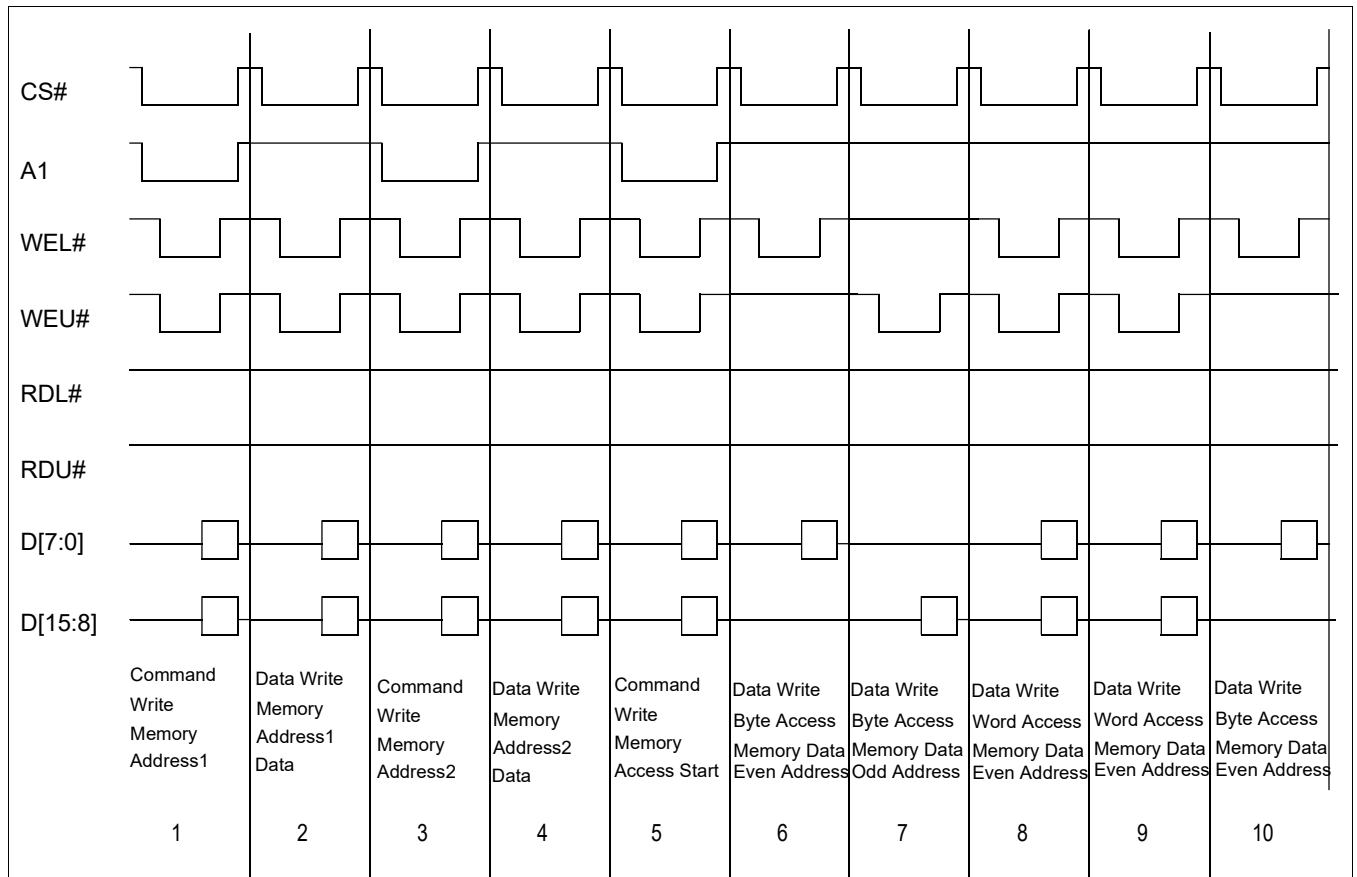 CS#
A1
WEL#
WEU#
RDL#
RDU#
D[7:0]
D[15:8]
Command
Write
Memory
Address1
Data Write
Memory
Address1
Data
Command
Write
Memory
Address2
Data Write
Memory
Address2
Data
Command
Write
Memory
Access Start
Data Write
Byte Access
Memory Data
Even Address
Data Write
Byte Access
Memory Data
Odd Address
Data Write
Word Access
Memory Data
Even Address
Data Write
Word Access
Memory Data
Even Address
Data Write
Byte Access
Memory Data
Even Address
1 2 3 4 5 6 7 8 9 10